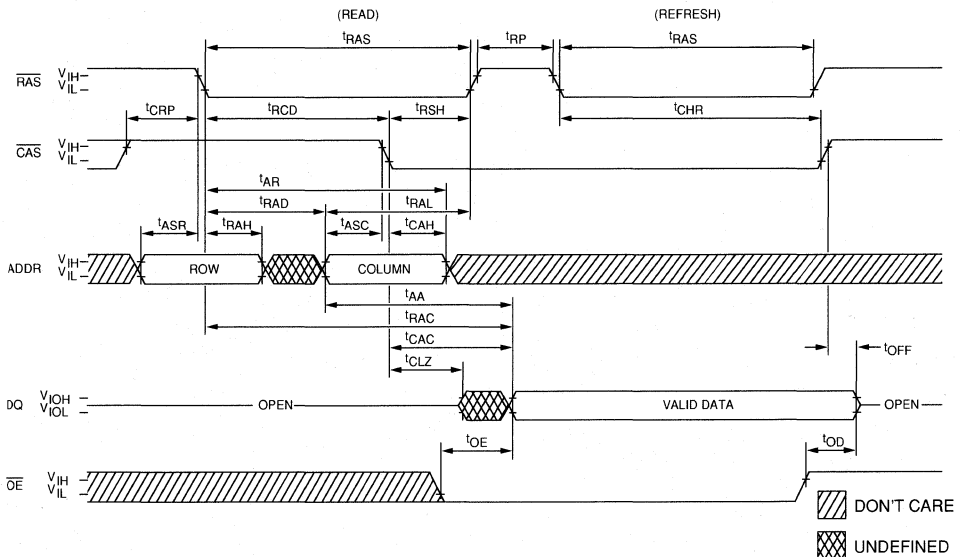 (READ) (REFRESH)
tRAS tRP tRAS
RAS VIH VIL
tCRP tRCD tRSH tCHR
CAS VIH VIL
tAR
tRAD tRAL
tASR tRAH tASC tCAH
ADDR VIH VIL ROW COLUMN
tAA
tRAC
tCAC
tCLZ tOFF
DQ VIOH VIOL OPEN VALID DATA OPEN
tOE tOD
OE VIH VIL
DON'T CARE
UNDEFINED